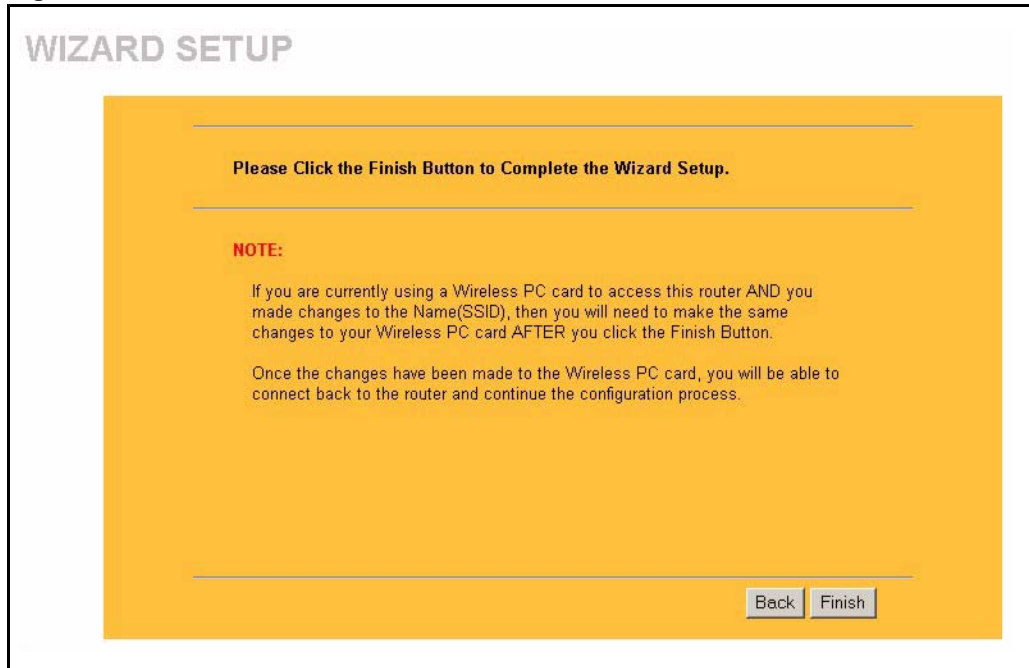 WIZARD SETUP
Please Click the Finish Button to Complete the Wizard Setup.
NOTE:
If you are currently using a Wireless PC card to access this router AND you
made changes to the Name(SSID), then you will need to make the same
changes to your Wireless PC card AFTER you click the Finish Button.
Once the changes have been made to the Wireless PC card, you will be able to
connect back to the router and continue the configuration process.
Back Finish